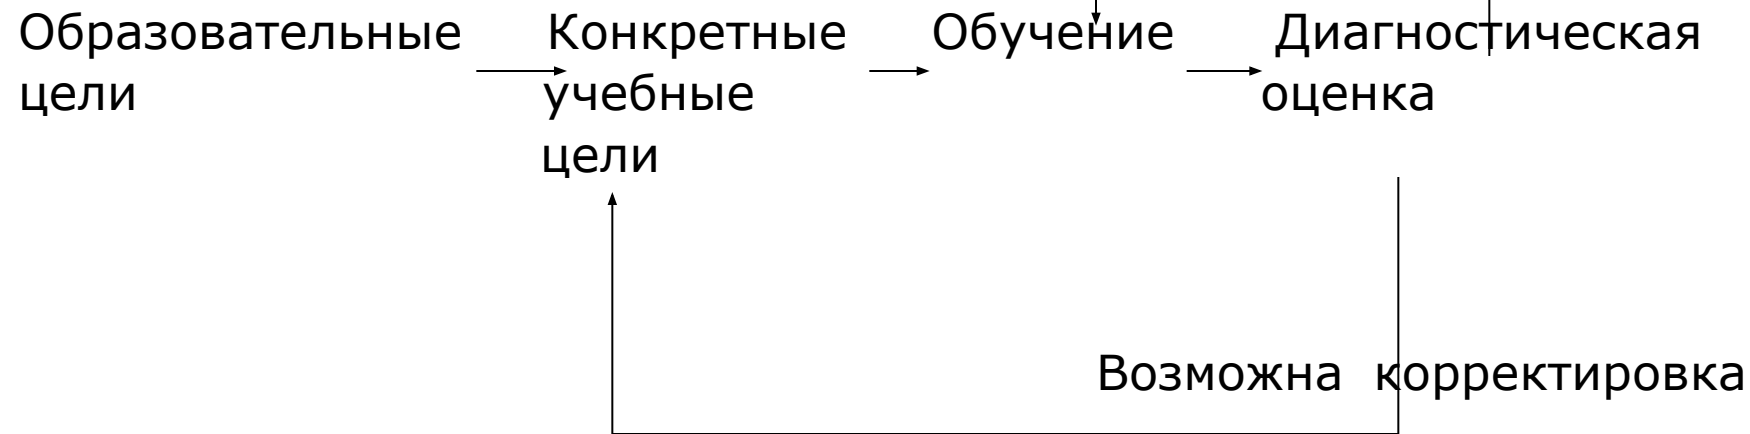 Образовательные Конкретные Обучение Диагностическая
цели учебные оценка
цели
Возможна корректировка